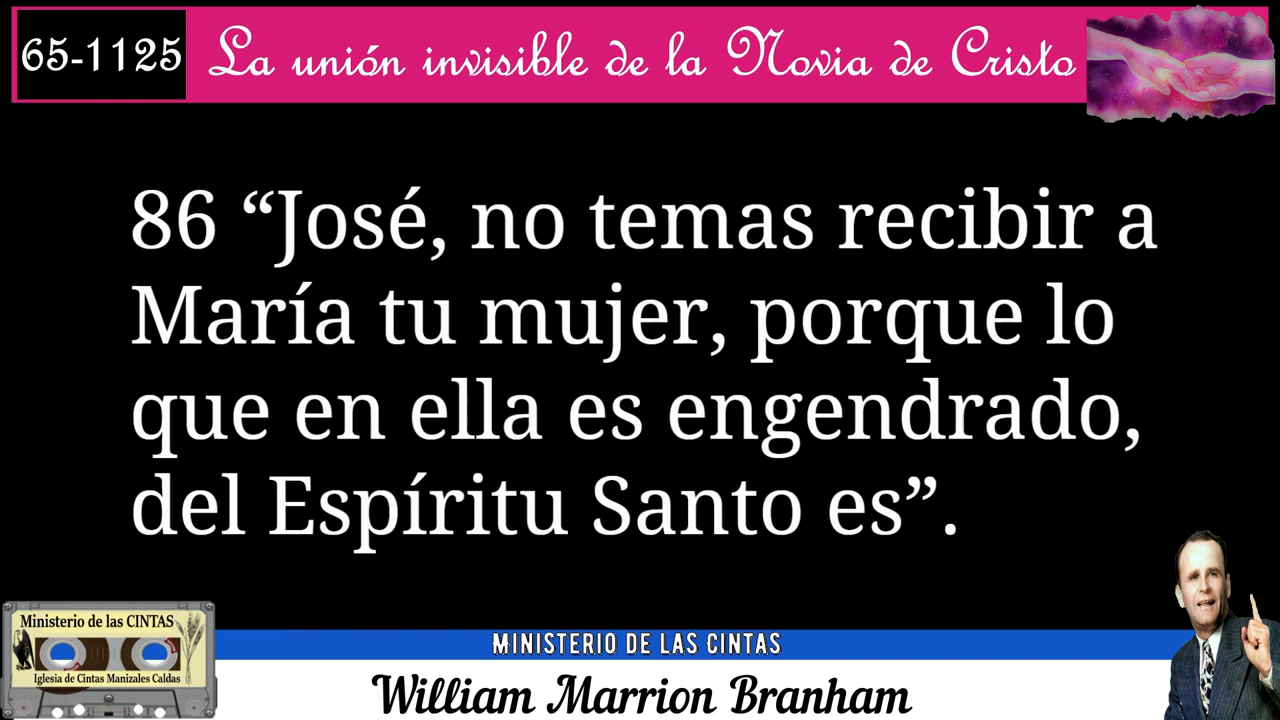 65-1125 La unión invisible de la Novia de Cristo
86 “José, no temas recibir a
María tu mujer, porque lo
que en ella es engendrado,
del Espíritu Santo es”.
Ministerio de las CINTAS
Iglesia de Cintas Manizales Caldas
MINISTERIO DE LAS CINTAS
William Marrion Branham